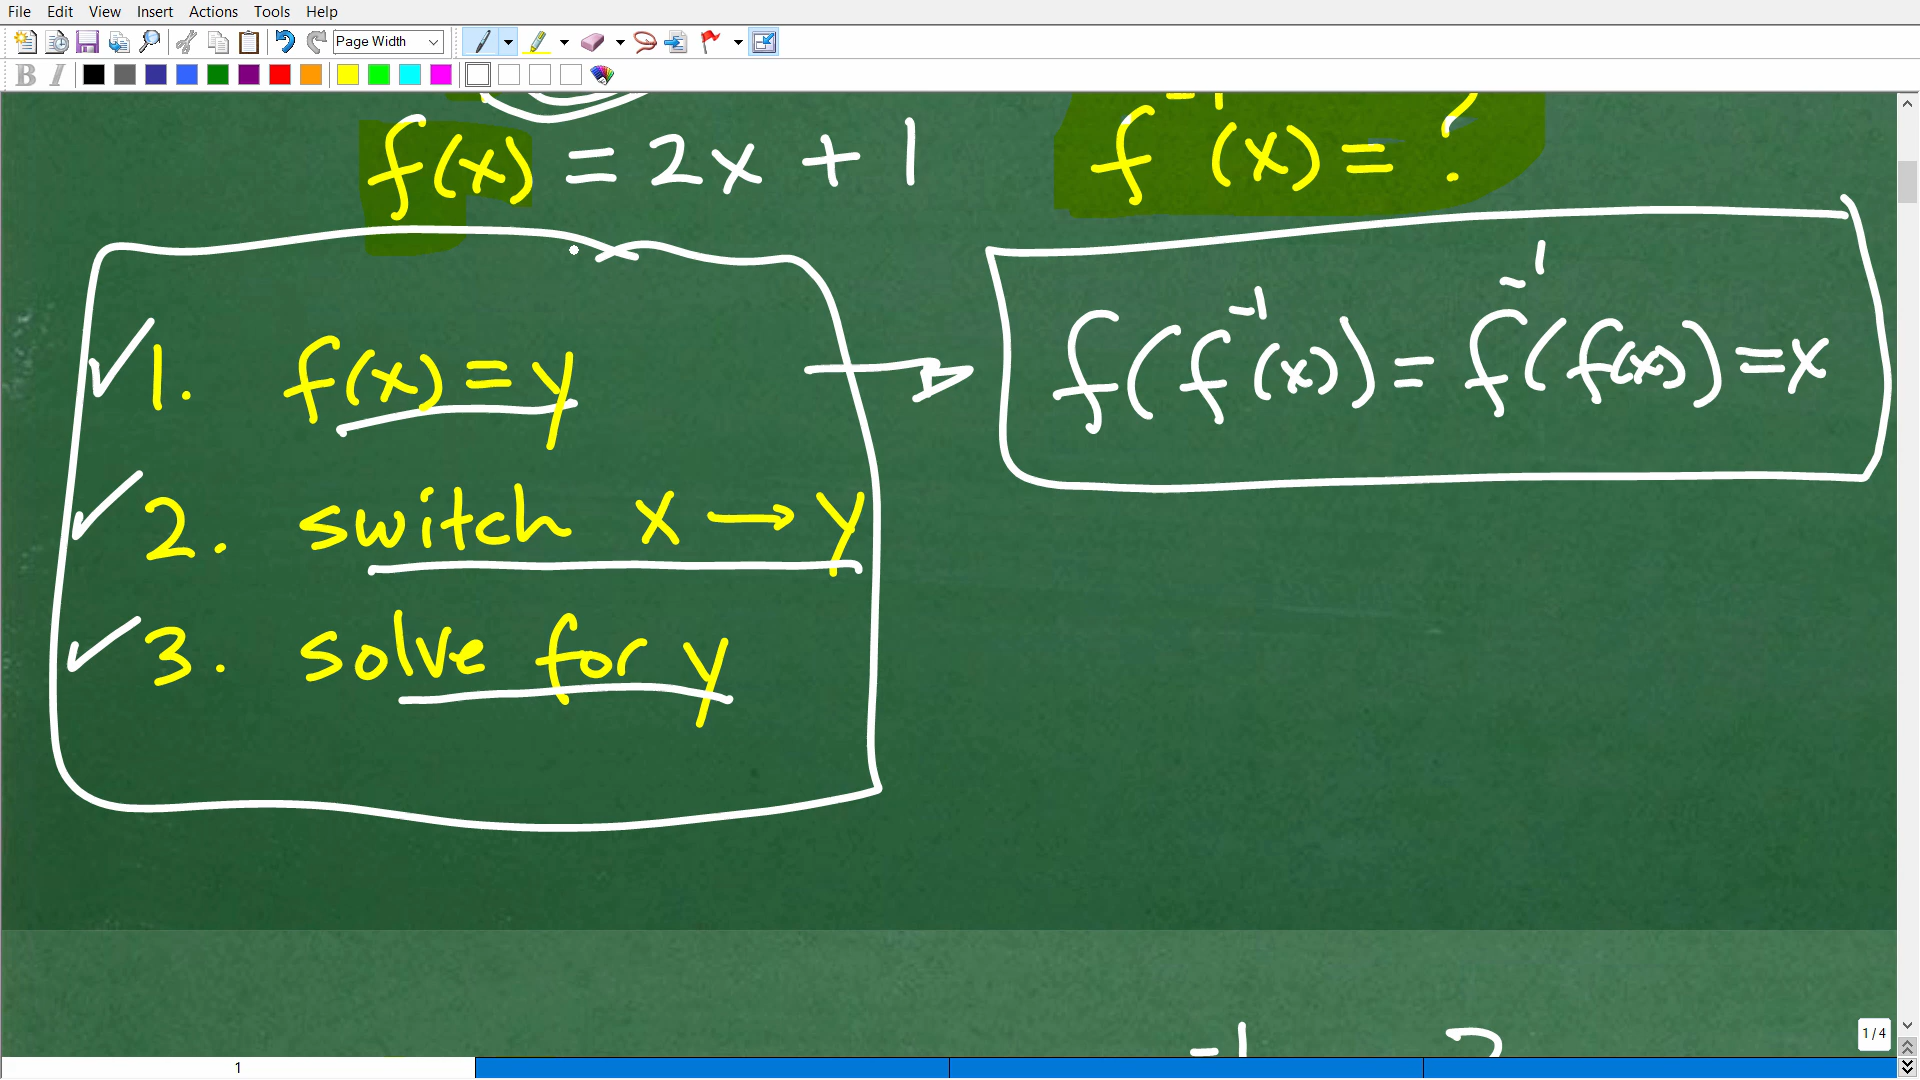 File Edit View Insert Actions Tools Help
Page Width
B I
f(x) = 2x + 1
f⁻¹(x) = ?
1. f(x) = y
2. switch x → y
3. solve for y
f(f⁻¹(x)) = f⁻¹(f(x)) = x
-1 ?
1 / 4
1